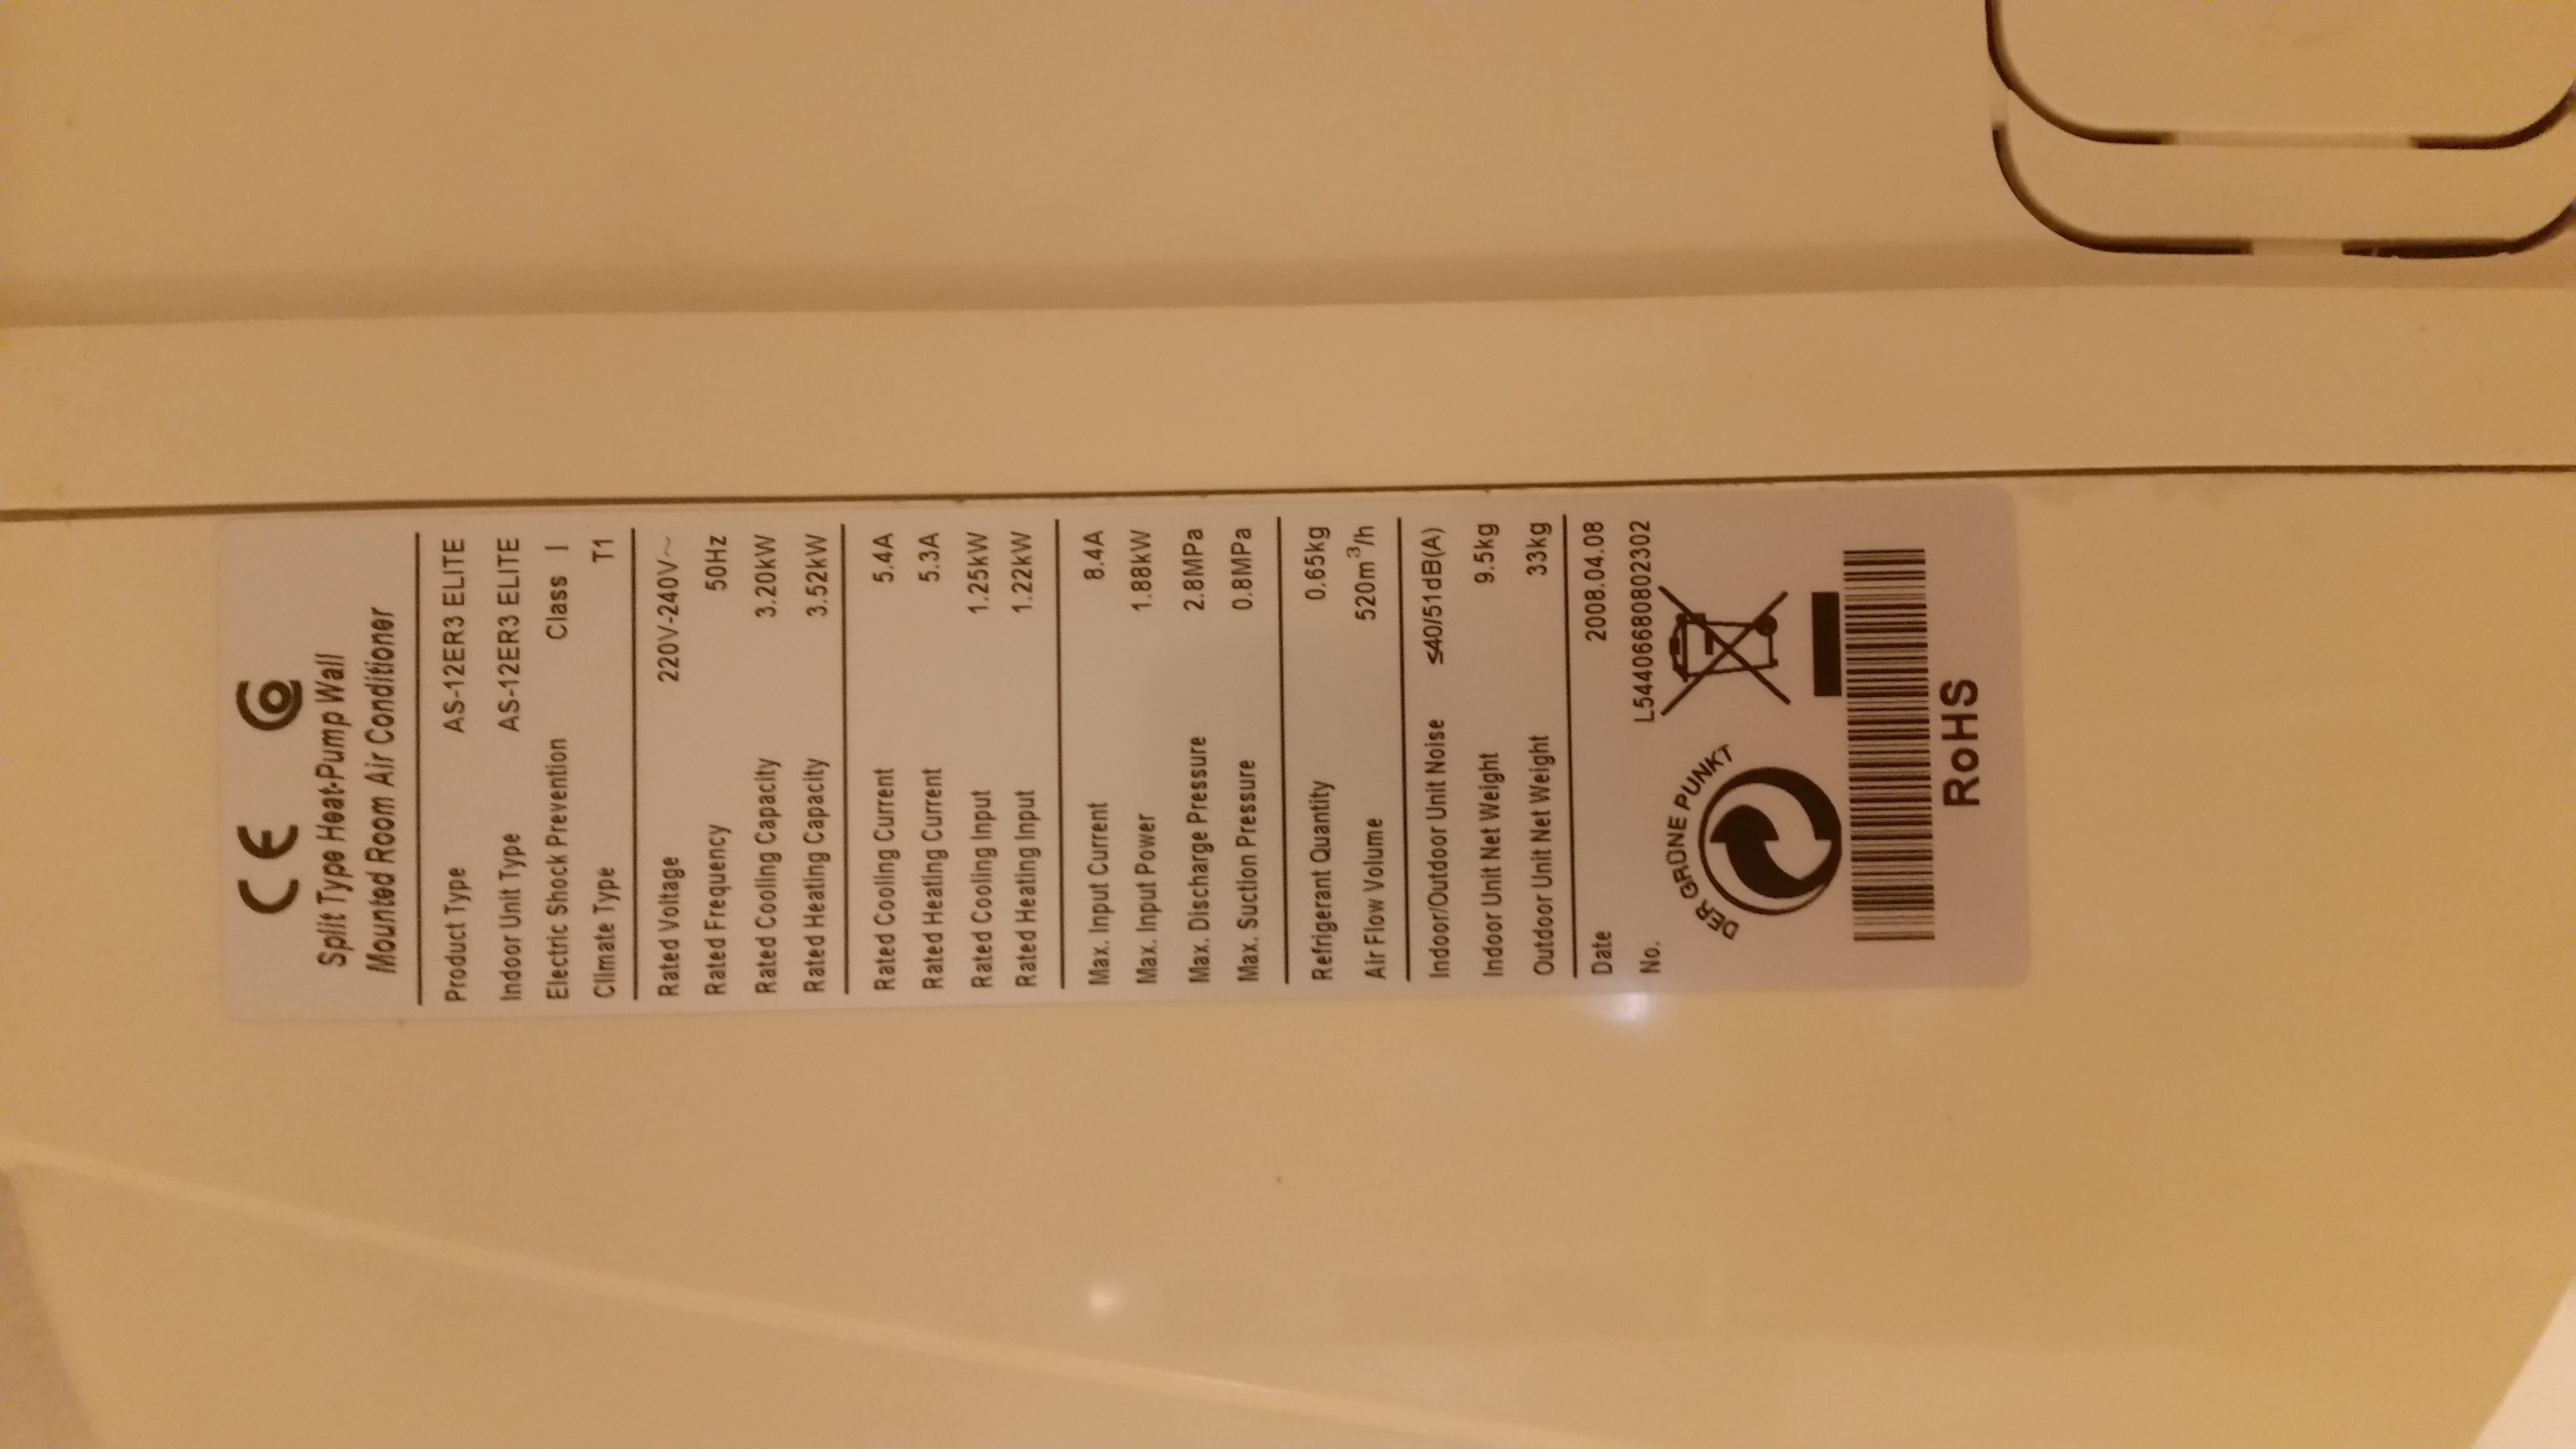 CE
Split Type Heat-Pump Wall
Mounted Room Air Conditioner
Product Type AS-12ER3 ELITE
Indoor Unit Type AS-12ER3 ELITE
Electric Shock Prevention Class I
Climate Type T1
Rated Voltage 220V-240V~
Rated Frequency 50Hz
Rated Cooling Capacity 3.20kW
Rated Heating Capacity 3.52kW
Rated Cooling Current 5.4A
Rated Heating Current 5.3A
Rated Cooling Input 1.25kW
Rated Heating Input 1.22kW
Max. Input Current 8.4A
Max. Input Power 1.88kW
Max. Discharge Pressure 2.8MPa
Max. Suction Pressure 0.8MPa
Refrigerant Quantity 0.65kg
Air Flow Volume 520m³/h
Indoor/Outdoor Unit Noise ≤40/51dB(A)
Indoor Unit Net Weight 9.5kg
Outdoor Unit Net Weight 33kg
Date 2008.04.08
No. L54406680802302
DER GRONE PUNKT
RoHS